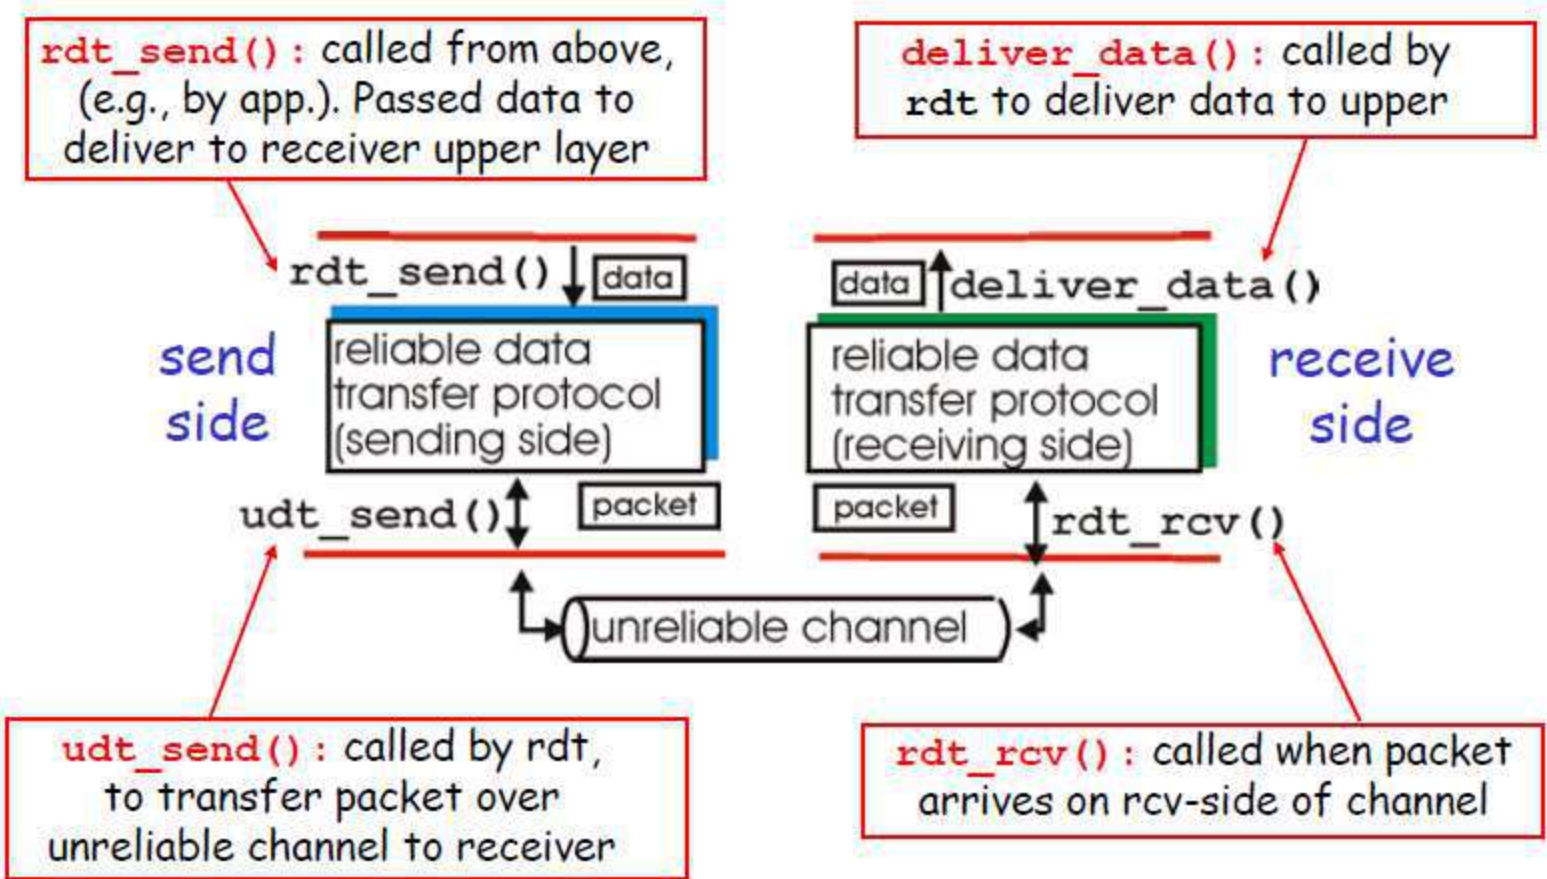 rdt_send(): called from above,
(e.g., by app.). Passed data to
deliver to receiver upper layer
deliver_data(): called by
rdt to deliver data to upper
rdt_send()
data
data
deliver_data()
send
side
reliable data
transfer protocol
(sending side)
reliable data
transfer protocol
(receiving side)
receive
side
udt_send()
packet
packet
rdt_rcv()
unreliable channel
udt_send(): called by rdt,
to transfer packet over
unreliable channel to receiver
rdt_rcv(): called when packet
arrives on rcv-side of channel